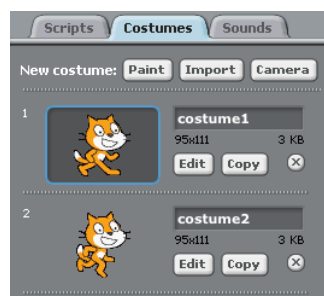 Scripts Costumes Sounds
New costume: Paint Import Camera
1
costume1
95x111 3 KB
Edit Copy
2
costume2
95x111 3 KB
Edit Copy